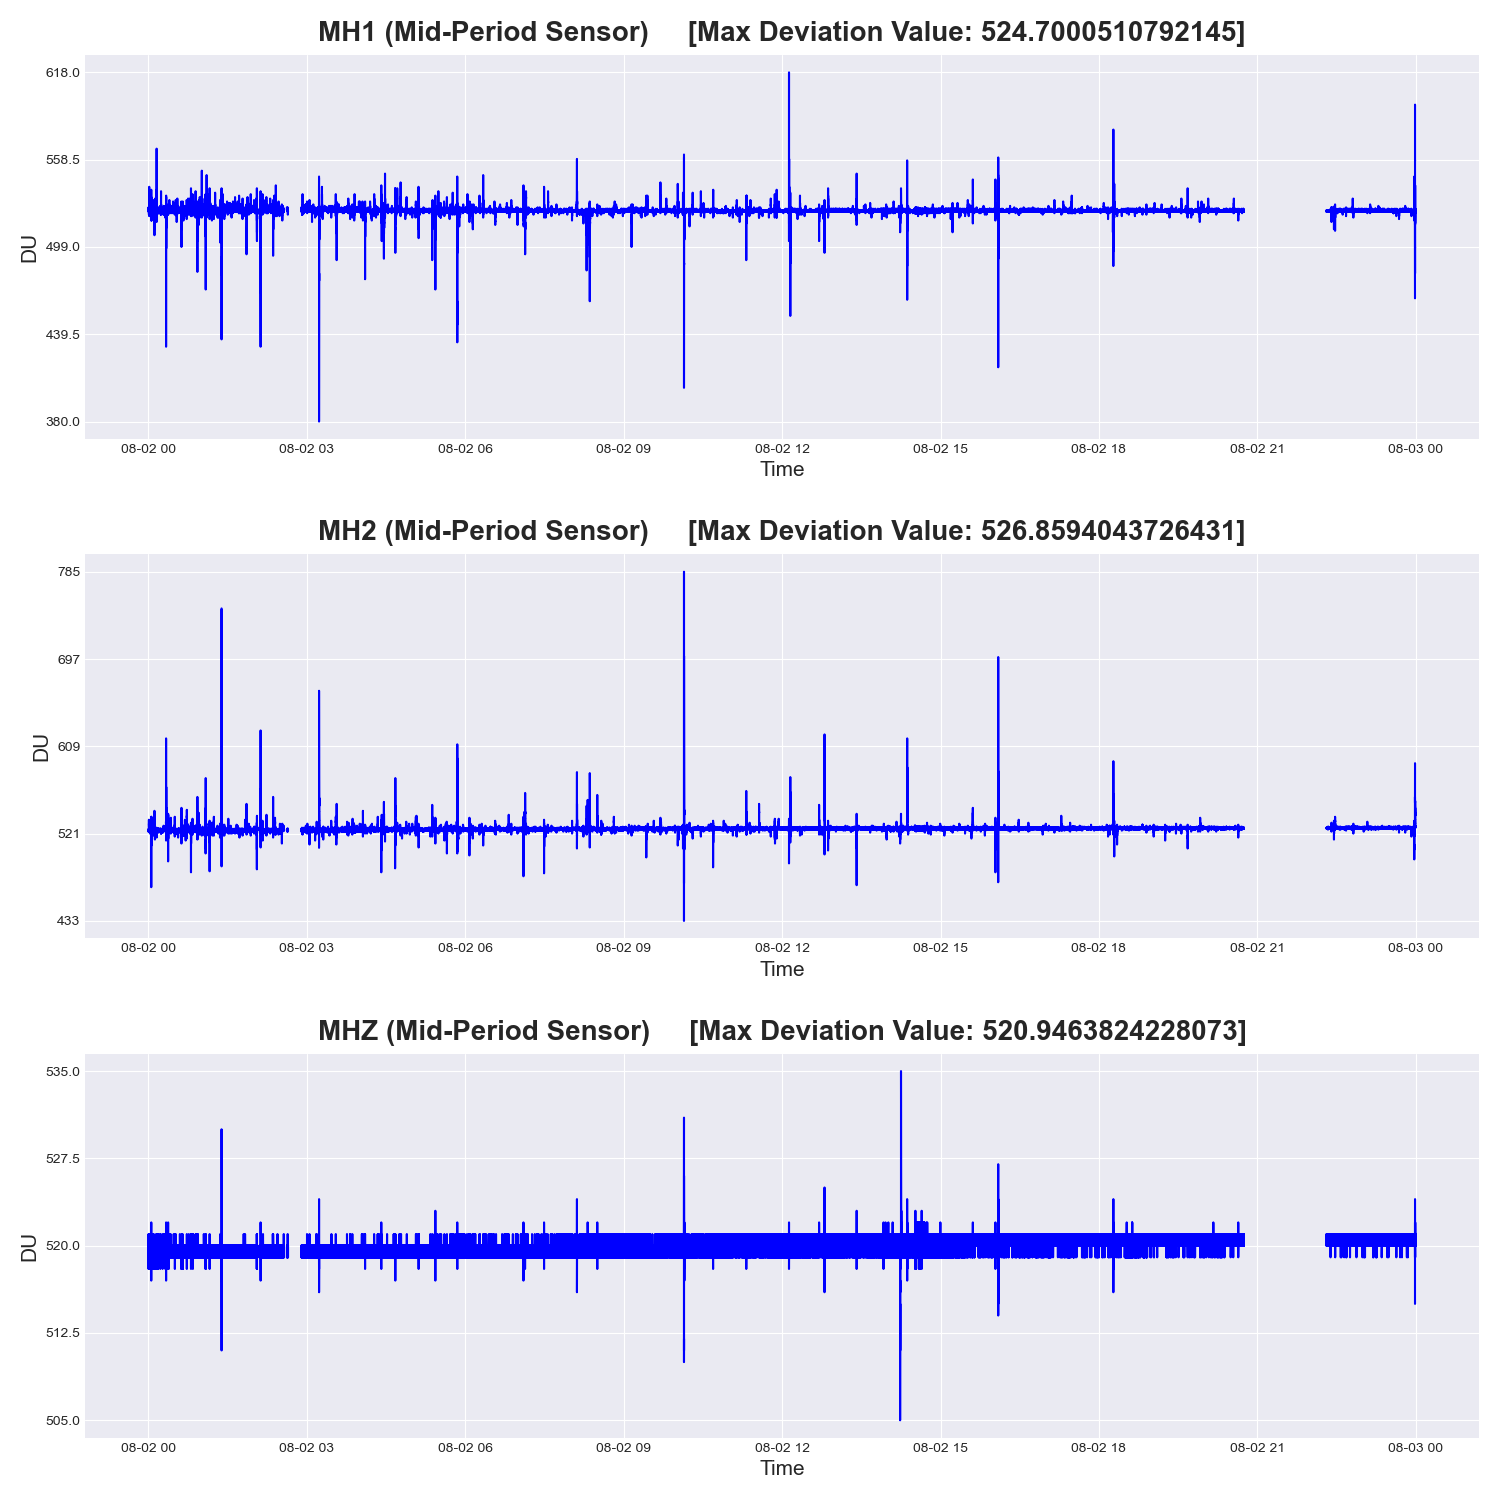 MH1 (Mid-Period Sensor) [Max Deviation Value: 524.7000510792145]
618.0
558.5
499.0
439.5
380.0
DU
08-02 00 08-02 03 08-02 06 08-02 09 08-02 12 08-02 15 08-02 18 08-02 21 08-03 00
Time
MH2 (Mid-Period Sensor) [Max Deviation Value: 526.8594043726431]
785
697
609
521
433
DU
08-02 00 08-02 03 08-02 06 08-02 09 08-02 12 08-02 15 08-02 18 08-02 21 08-03 00
Time
MHZ (Mid-Period Sensor) [Max Deviation Value: 520.9463824228073]
535.0
527.5
520.0
512.5
505.0
DU
08-02 00 08-02 03 08-02 06 08-02 09 08-02 12 08-02 15 08-02 18 08-02 21 08-03 00
Time